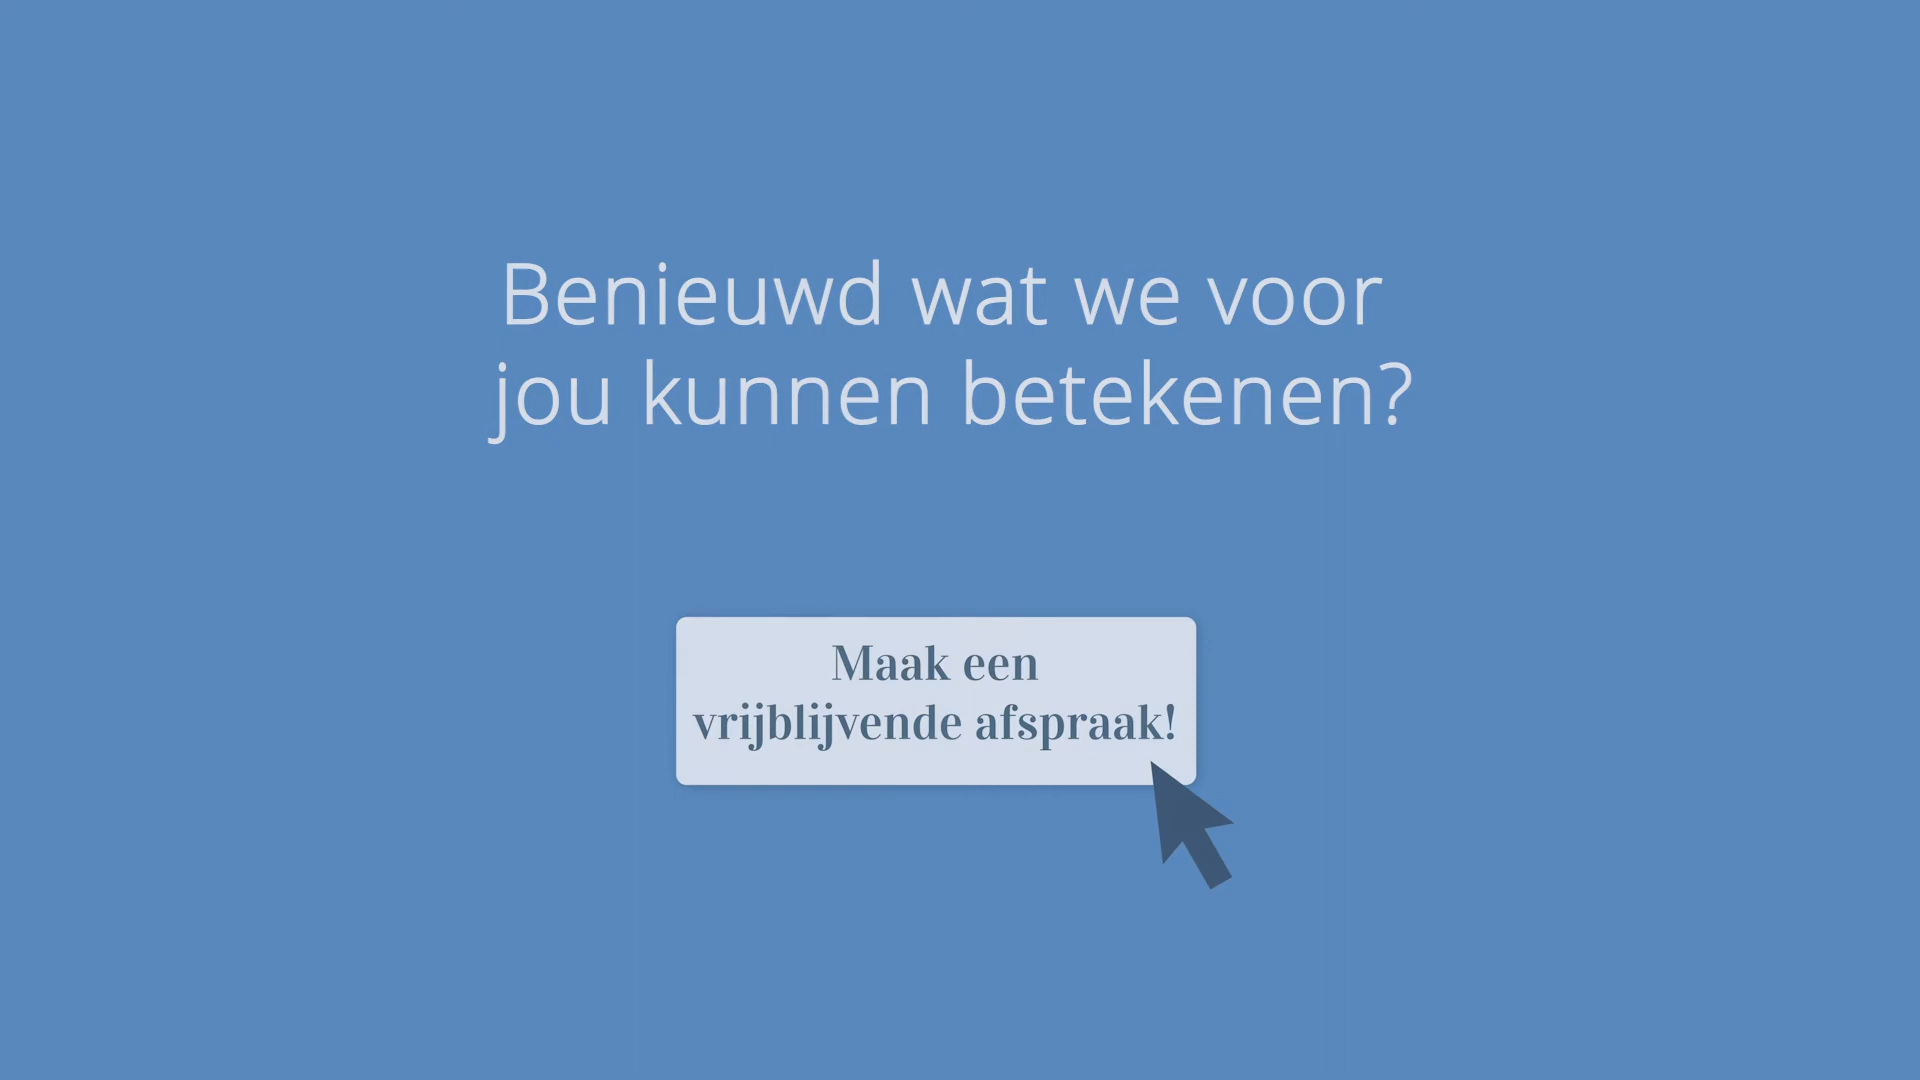 Benieuwd wat we voor
jou kunnen betekenen?
Maak een
vrijblijvende afspraak!